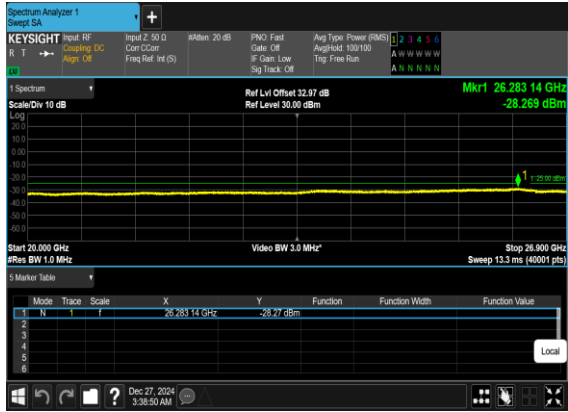 Spectrum Analyzer 1
Swept SA
+
KEYSIGHT Input: RF Input Z: 50 Ω #Atten: 20 dB PNO: Fast Avg Type: Power (RMS) 1 2 3 4 5 6
R T Coupling: DC Corr CCorr Gate: Off Avg|Hold: 100/100 A W W W W W
Align: Off Freq Ref: Int (S) IF Gain: Low Trig: Free Run
LXI Sig Track: Off A N N N N N
1 Spectrum Ref Lvl Offset 32.97 dB Mkr1 26.283 14 GHz
Scale/Div 10 dB Ref Level 30.00 dBm -28.269 dBm
Log
20.0
10.0
0.00
-10.0
-20.0 1
-30.0
-40.0
-50.0
-60.0
Start 20.000 GHz Video BW 3.0 MHz* Stop 26.900 GHz
#Res BW 1.0 MHz Sweep 13.3 ms (40001 pts)
5 Marker Table
Mode Trace Scale X Y Function Function Width Function Value
1 N 1 f 26.283 14 GHz -28.27 dBm
2
3
4
5
6
Local
? Dec 27, 2024
3:38:50 AM